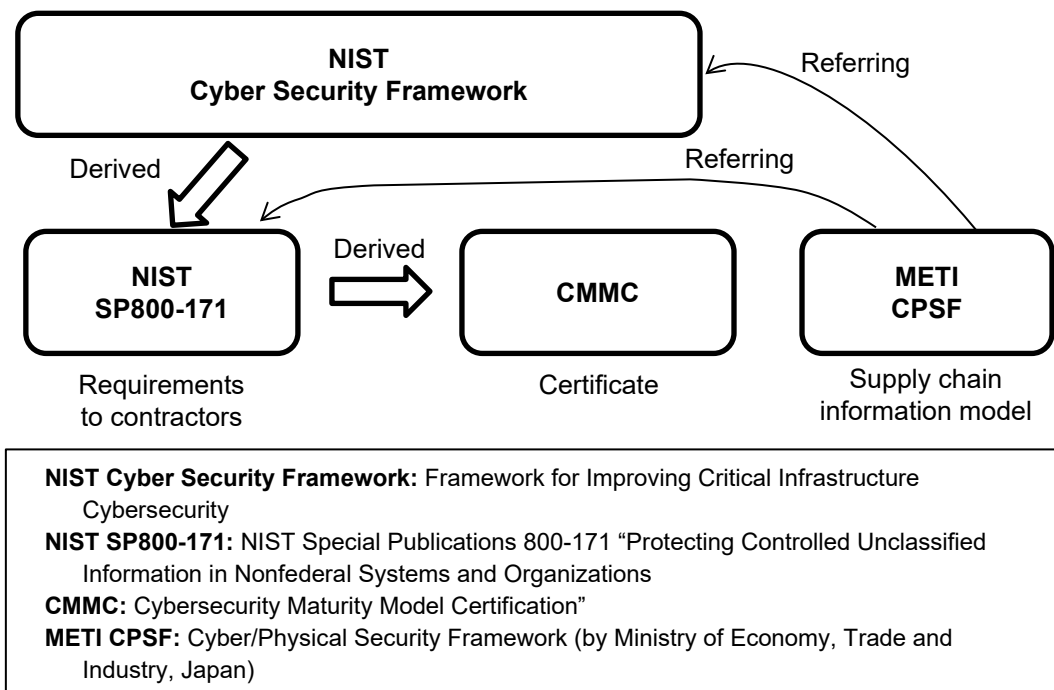 NIST
Cyber Security Framework
Referring
Derived
Referring
NIST
SP800-171
Derived
CMMC
METI
CPSF
Requirements
to contractors
Certificate
Supply chain
information model
NIST Cyber Security Framework: Framework for Improving Critical Infrastructure
Cybersecurity
NIST SP800-171: NIST Special Publications 800-171 “Protecting Controlled Unclassified
Information in Nonfederal Systems and Organizations
CMMC: Cybersecurity Maturity Model Certification”
METI CPSF: Cyber/Physical Security Framework (by Ministry of Economy, Trade and
Industry, Japan)